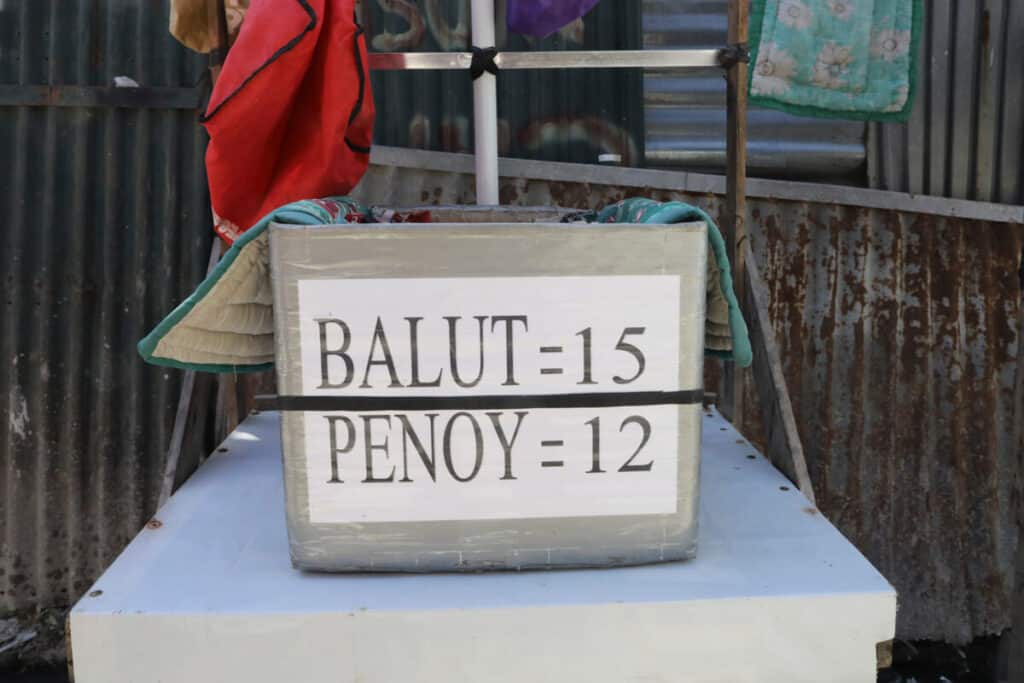 BALUT = 15
PENOY = 12